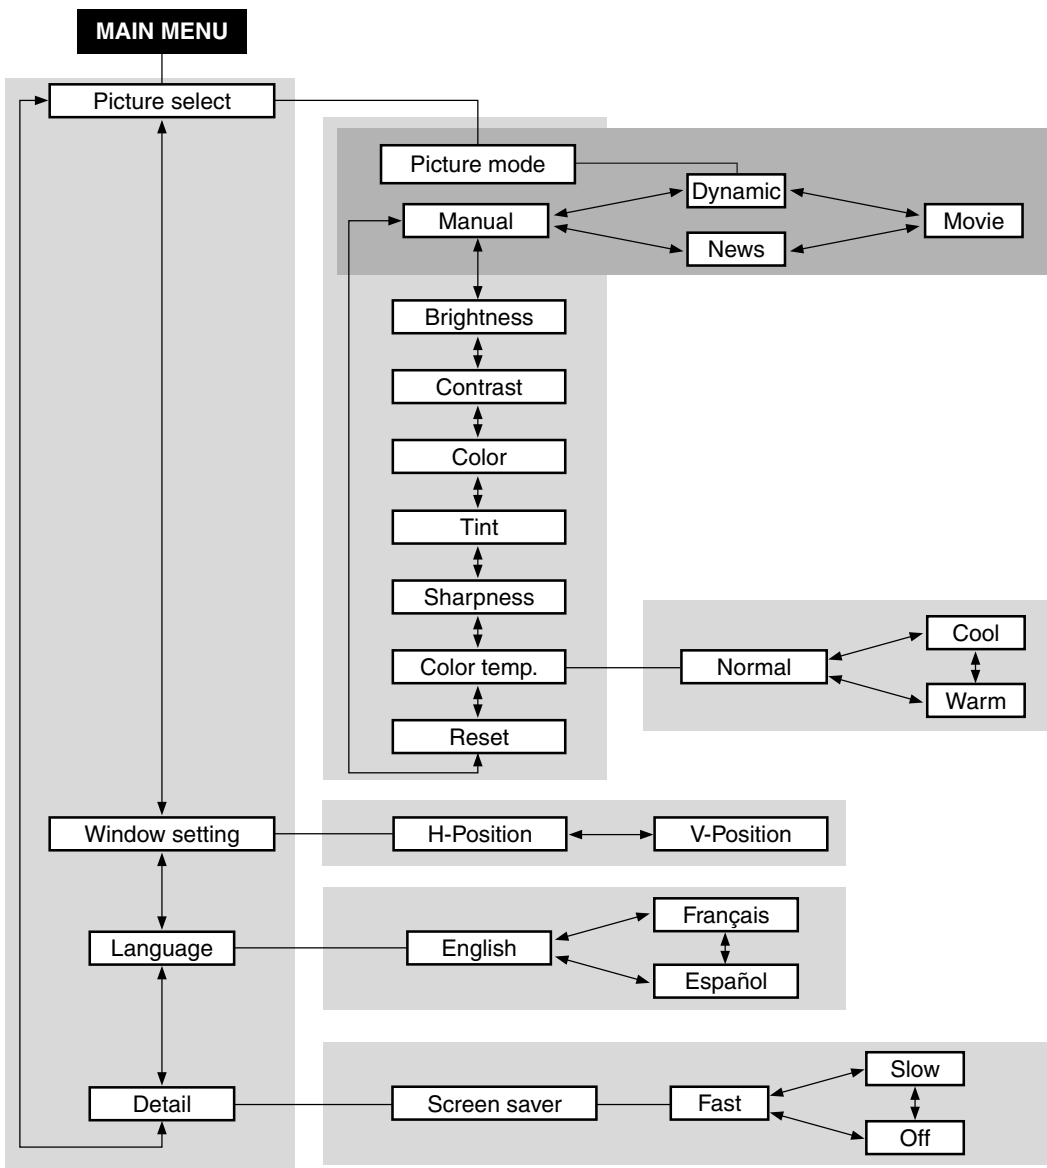 MAIN MENU
Picture select
Picture mode
Dynamic
Manual
Movie
News
Brightness
Contrast
Color
Tint
Sharpness
Cool
Color temp.
Normal
Warm
Reset
Window setting
H-Position
V-Position
Français
Language
English
Español
Slow
Detail
Screen saver
Fast
Off